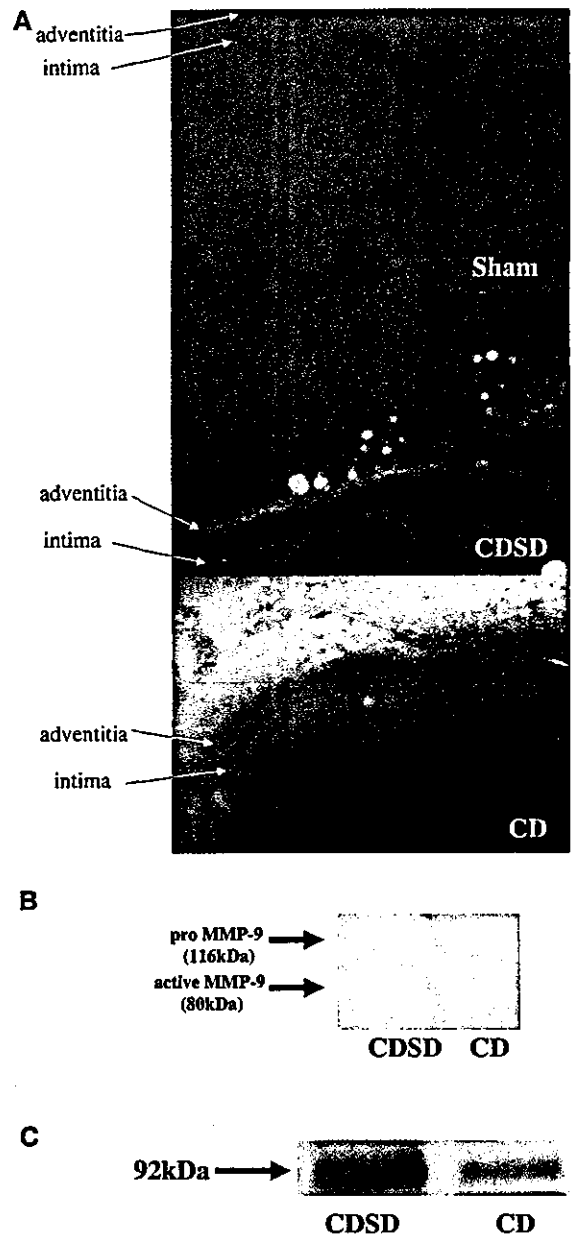 A
adventitia
intima
Sham
adventitia
intima
CDSD
adventitia
intima
CD
B
pro MMP-9
(116kDa)
active MMP-9
(80kDa)
CDSD CD
C
92kDa
CDSD CD